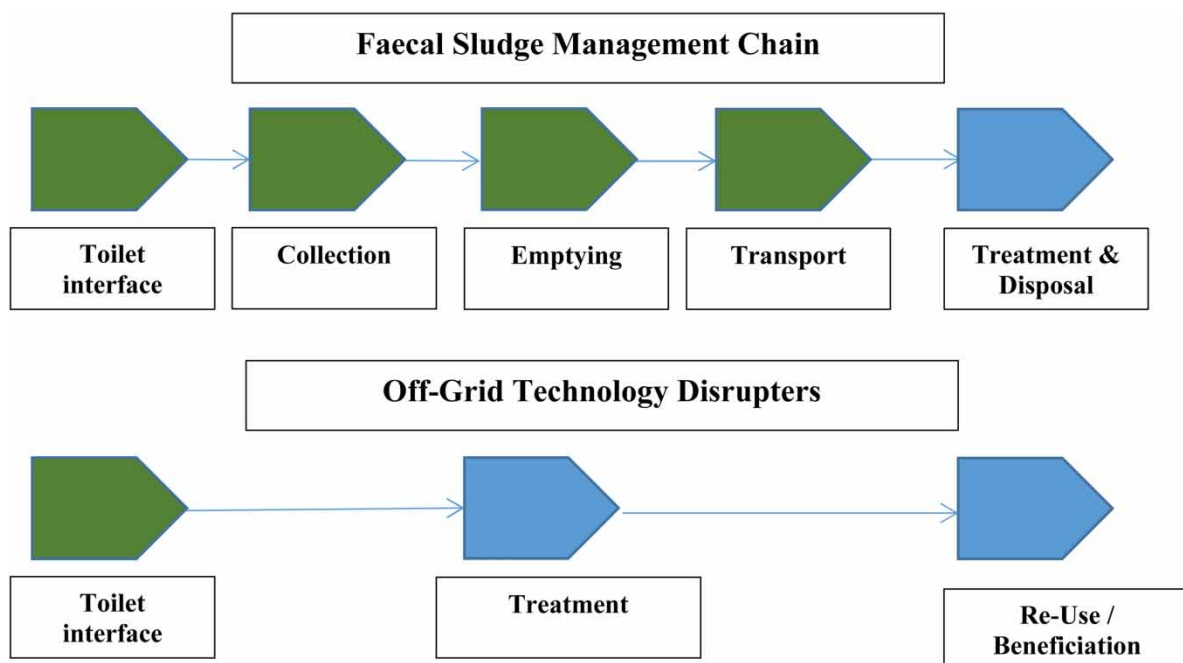 Faecal Sludge Management Chain
Toilet
interface
Collection
Emptying
Transport
Treatment &
Disposal
Off-Grid Technology Disrupters
Toilet
interface
Treatment
Re-Use /
Beneficiation